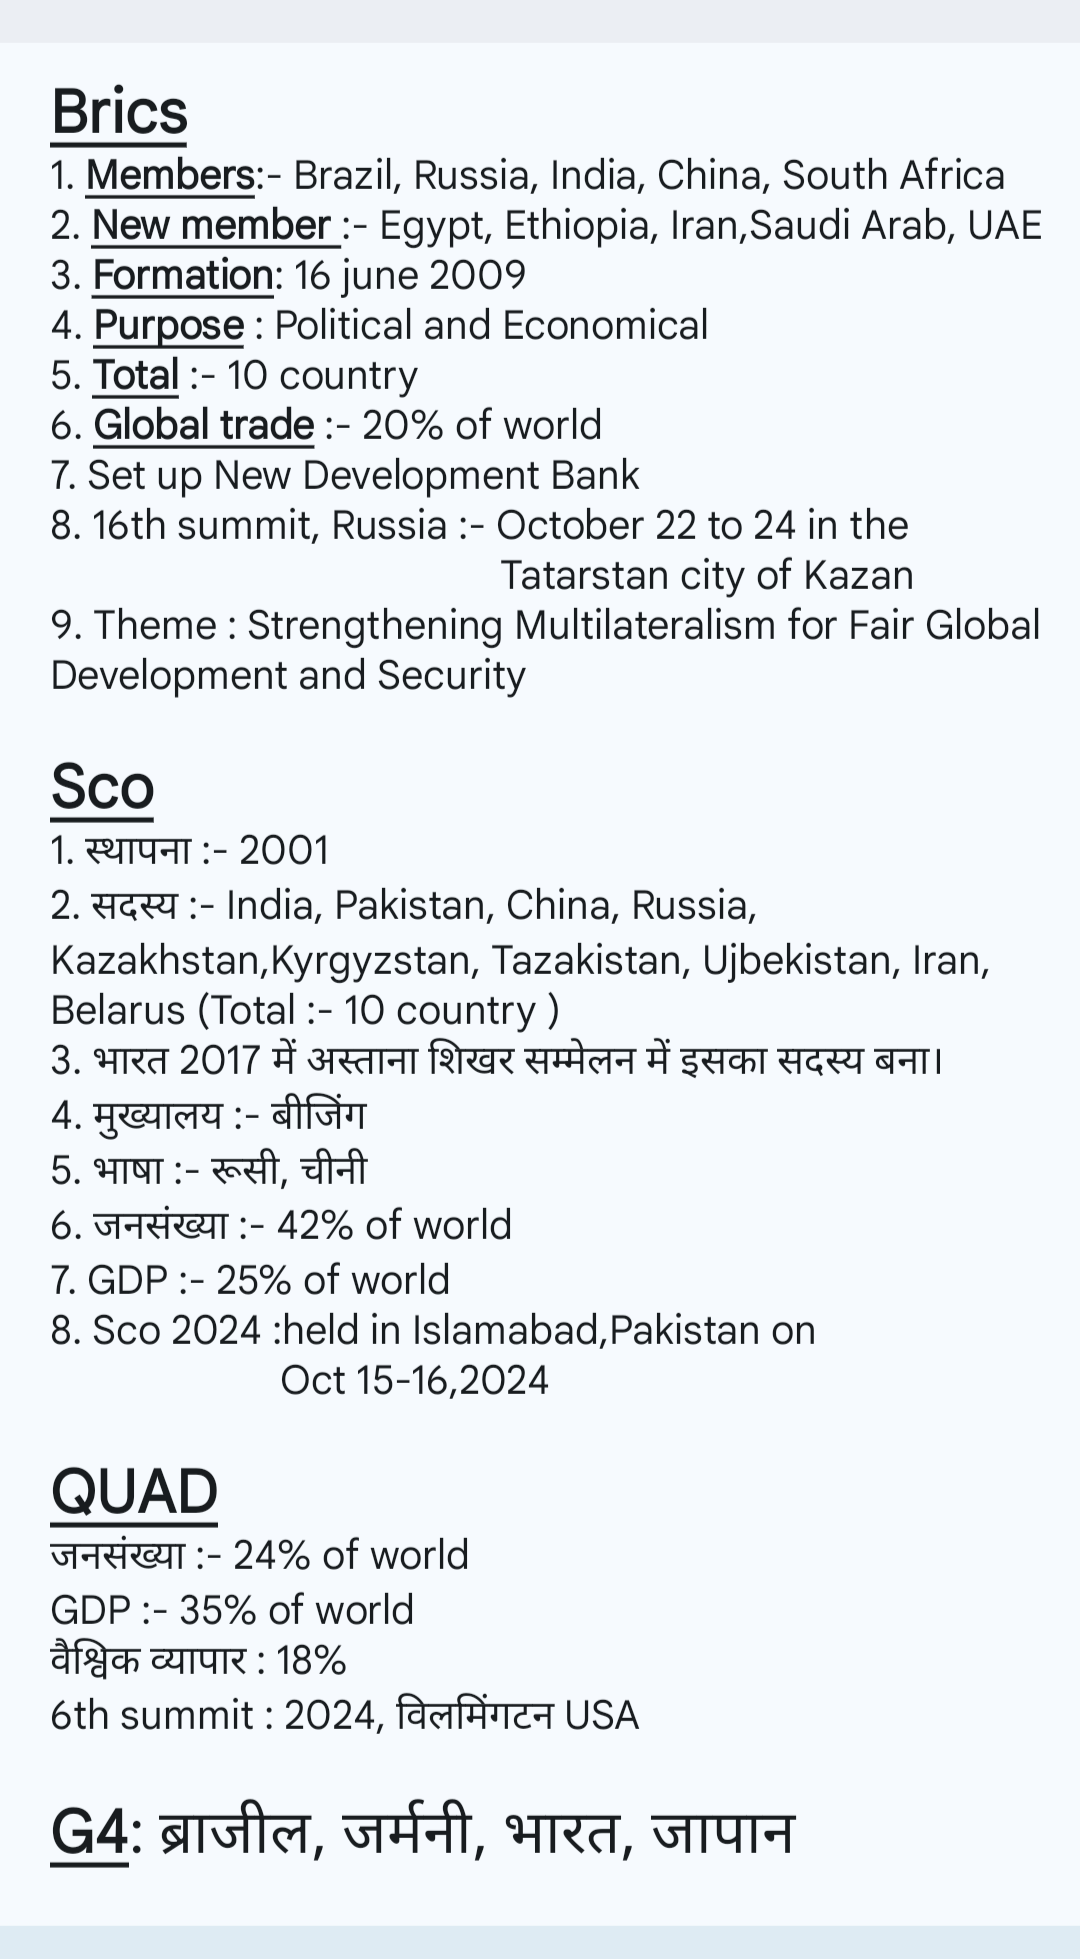 Brics
1. Members:- Brazil, Russia, India, China, South Africa
2. New member :- Egypt, Ethiopia, Iran,Saudi Arab, UAE
3. Formation: 16 june 2009
4. Purpose : Political and Economical
5. Total :- 10 country
6. Global trade :- 20% of world
7. Set up New Development Bank
8. 16th summit, Russia :- October 22 to 24 in the
Tatarstan city of Kazan
9. Theme : Strengthening Multilateralism for Fair Global
Development and Security
Sco
1. स्थापना :- 2001
2. सदस्य :- India, Pakistan, China, Russia,
Kazakhstan,Kyrgyzstan, Tazakistan, Ujbekistan, Iran,
Belarus (Total :- 10 country )
3. भारत 2017 में अस्ताना शिखर सम्मेलन में इसका सदस्य बना।
4. मुख्यालय :- बीजिंग
5. भाषा :- रूसी, चीनी
6. जनसंख्या :- 42% of world
7. GDP :- 25% of world
8. Sco 2024 :held in Islamabad,Pakistan on
Oct 15-16,2024
QUAD
जनसंख्या :- 24% of world
GDP :- 35% of world
वैश्विक व्यापार : 18%
6th summit : 2024, विलमिंगटन USA
G4: ब्राजील, जर्मनी, भारत, जापान